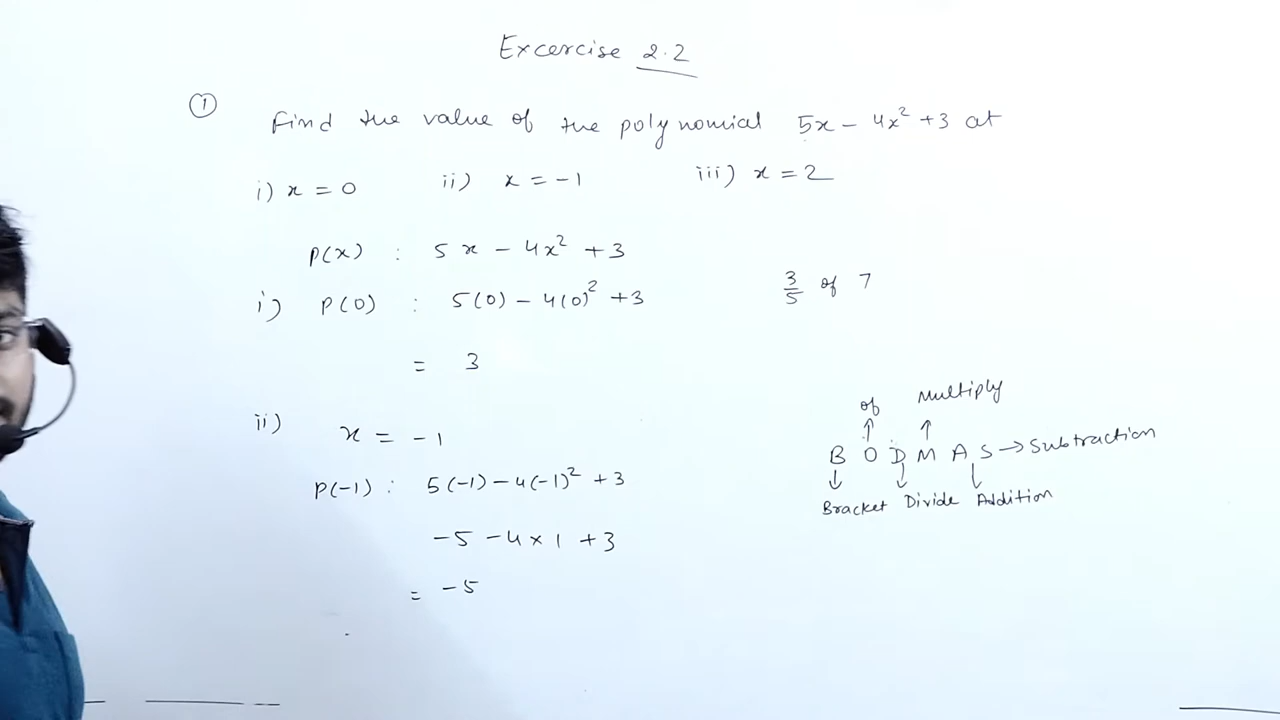 Excercise 2.2
① Find the value of the polynomial 5x - 4x² + 3 at
i) x = 0 ii) x = -1 iii) x = 2
P(x) : 5x - 4x² + 3
i) P(0) : 5(0) - 4(0)² + 3
= 3
ii) x = -1
P(-1) : 5(-1) - 4(-1)² + 3
-5 - 4 × 1 + 3
= -5
3/5 of 7
of Multiply
B O D M A S → Subtraction
Bracket Divide Addition